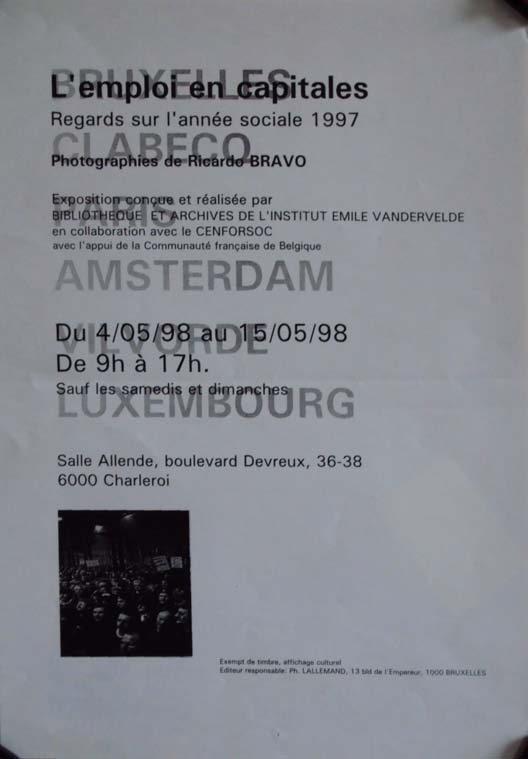 BRUXELLES
L'emploi en capitales
Regards sur l'année sociale 1997
CLABECQ
Photographies de Ricardo BRAVO
Exposition conçue et réalisée par
PARIS
BIBLIOTHEQUE ET ARCHIVES DE L'INSTITUT EMILE VANDERVELDE
en collaboration avec le CENFORSOC
avec l'appui de la Communauté française de Belgique
AMSTERDAM
Du 4/05/98 au 15/05/98
VILVORDE
De 9h à 17h.
Sauf les samedis et dimanches
LUXEMBOURG
Salle Allende, boulevard Devreux, 36-38
6000 Charleroi
Exempt de timbre, affichage culturel
Editeur responsable: Ph. LALLEMAND, 13 bld de l'Empereur, 1000 BRUXELLES